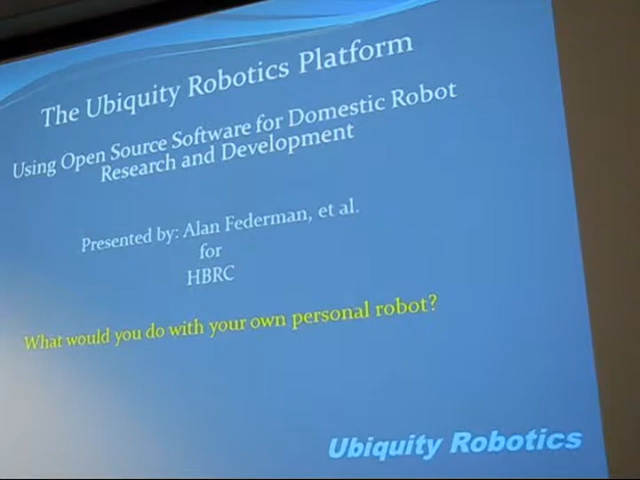 The Ubiquity Robotics Platform
Using Open Source Software for Domestic Robot
Research and Development
Presented by: Alan Federman, et al.
for
HBRC
What would you do with your own personal robot?
Ubiquity Robotics